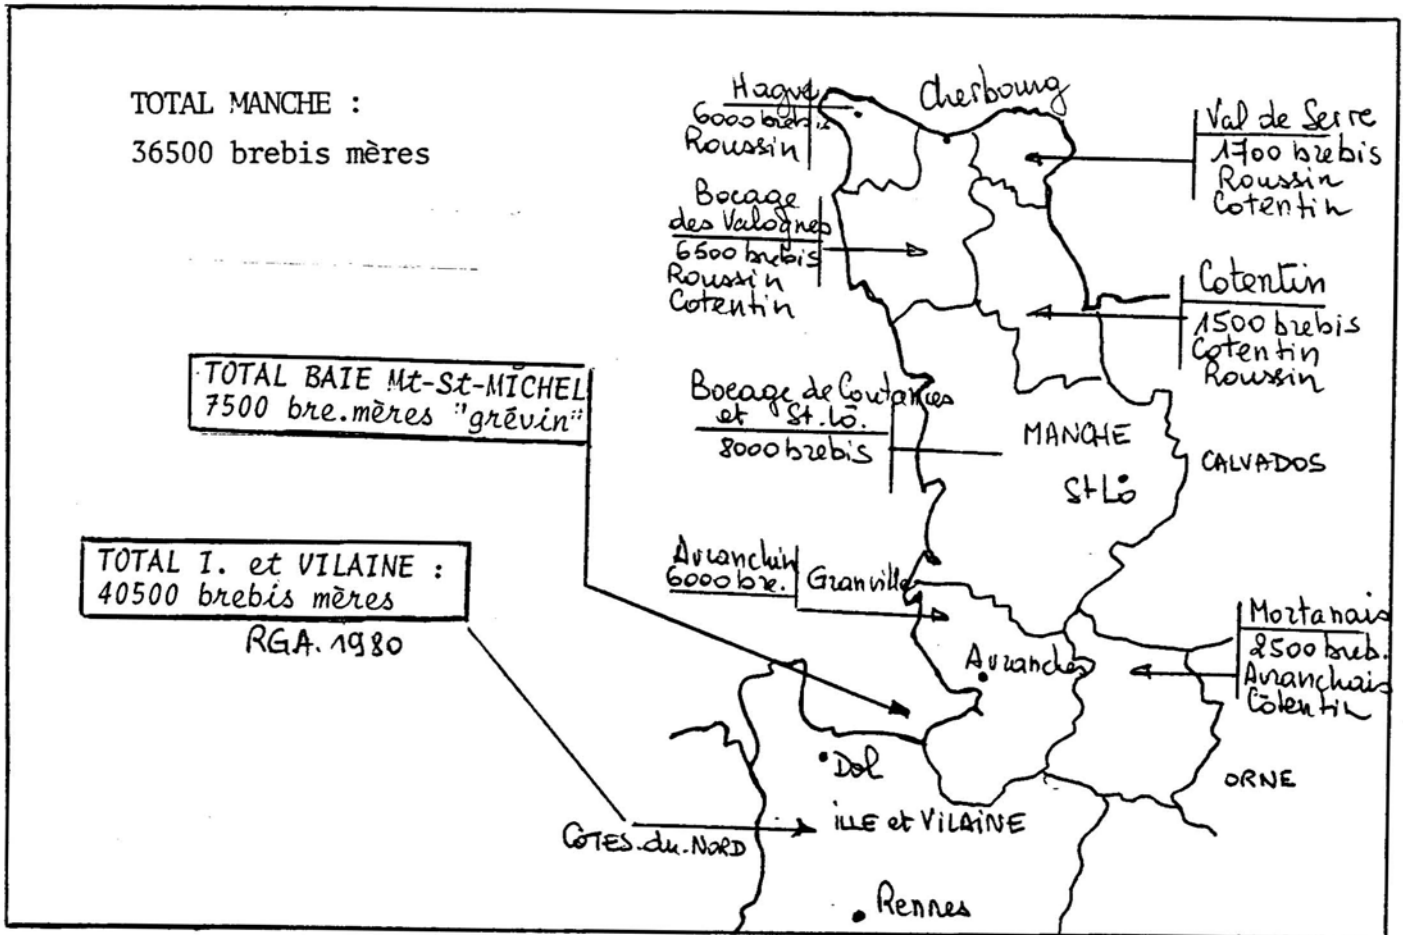 TOTAL MANCHE :
36500 brebis mères
Hague
6000 brebis
Roussin
Cherbourg
Val de Serre
1700 brebis
Roussin
Cotentin
Bocage
des Valognes
6500 brebis
Roussin
Cotentin
Cotentin
1500 brebis
Cotentin
Roussin
TOTAL BAIE Mt-St-MICHEL
7500 bre.mères "grévin"
Bocage de Coutances
et St.Lô.
8000 brebis
MANCHE
St Lô
CALVADOS
TOTAL I. et VILAINE :
40500 brebis mères
RGA. 1980
Avranchin
6000 bre.
Granville
Avranches
Mortanais
2500 breb.
Avranchais
Cotentin
Dol
ORNE
ILLE et VILAINE
COTES.du.NORD
Rennes